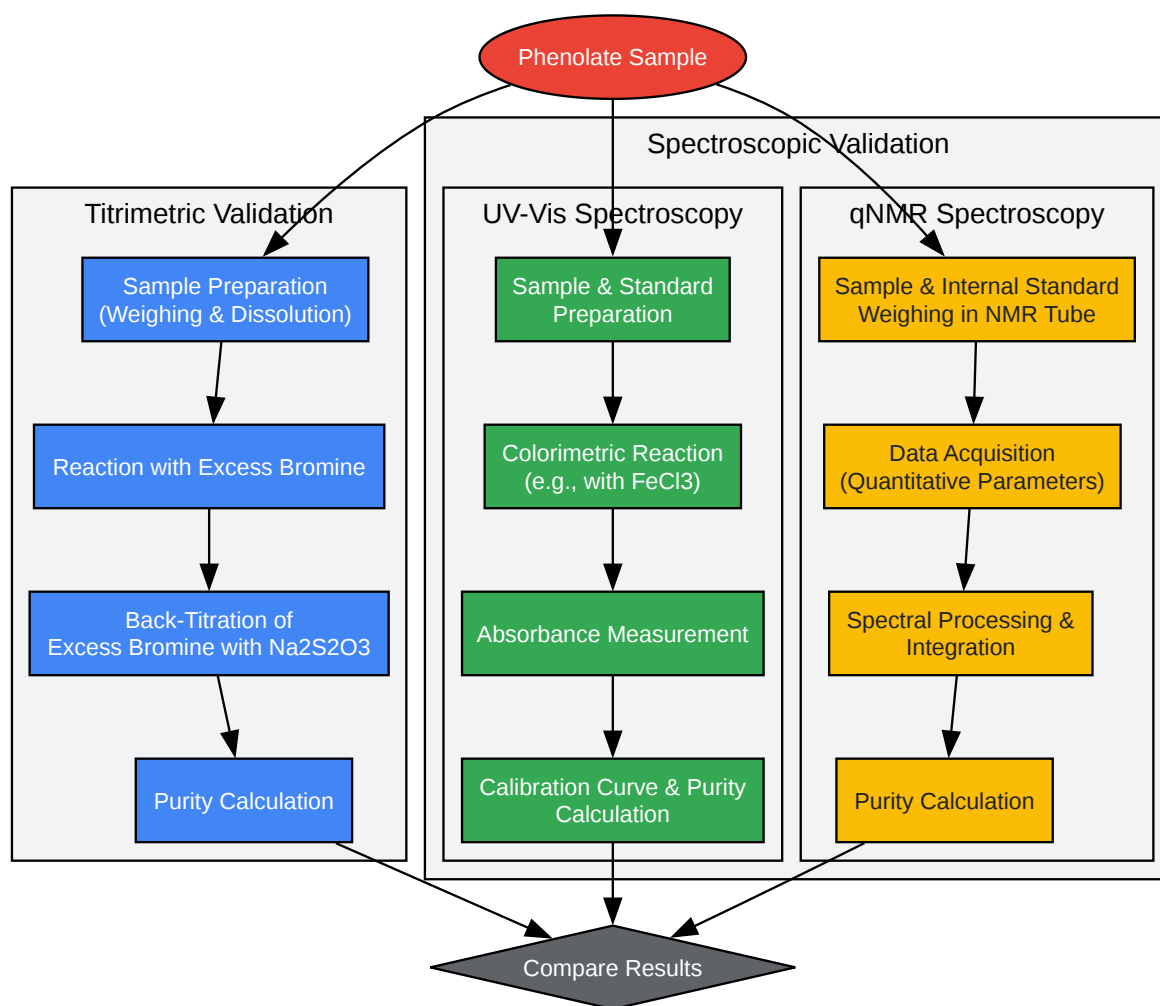 Phenolate Sample
Spectroscopic Validation
Titrimetric Validation
Sample Preparation
(Weighing & Dissolution)
Reaction with Excess Bromine
Back-Titration of
Excess Bromine with Na2S2O3
Purity Calculation
UV-Vis Spectroscopy
Sample & Standard
Preparation
Colorimetric Reaction
(e.g., with FeCl3)
Absorbance Measurement
Calibration Curve & Purity
Calculation
qNMR Spectroscopy
Sample & Internal Standard
Weighing in NMR Tube
Data Acquisition
(Quantitative Parameters)
Spectral Processing &
Integration
Purity Calculation
Compare Results